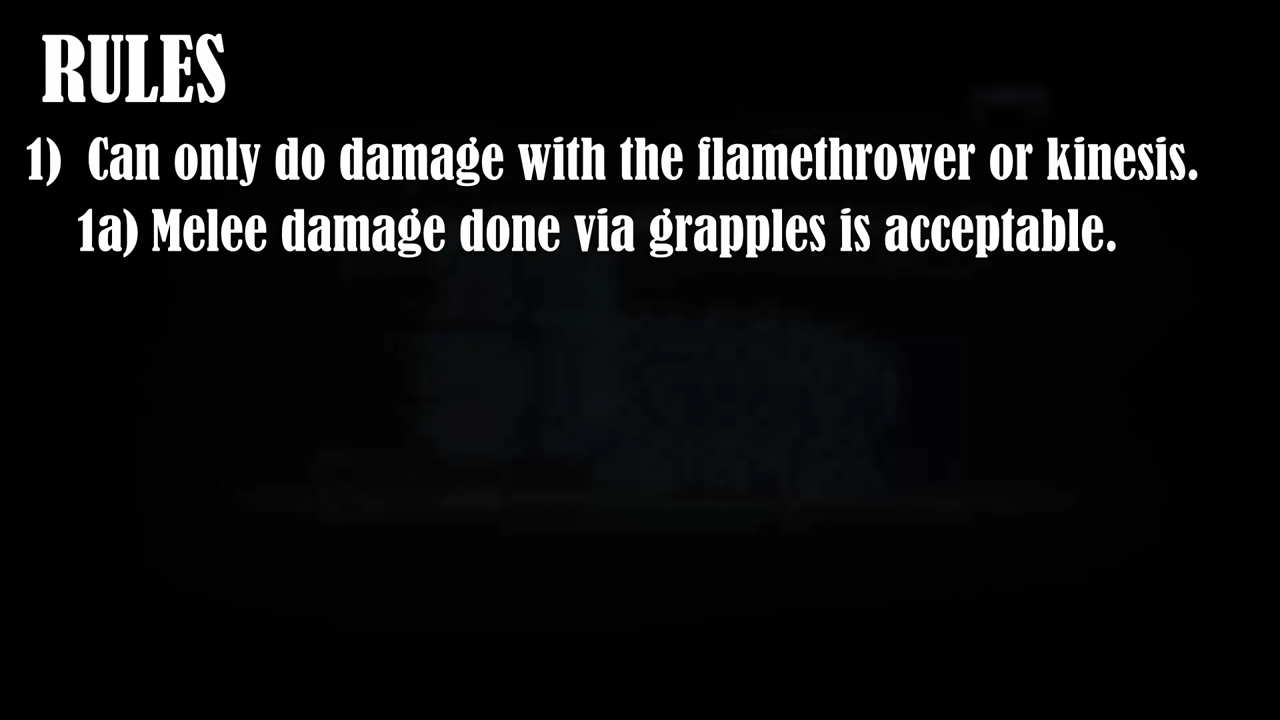 RULES
1) Can only do damage with the flamethrower or kinesis.
1a) Melee damage done via grapples is acceptable.